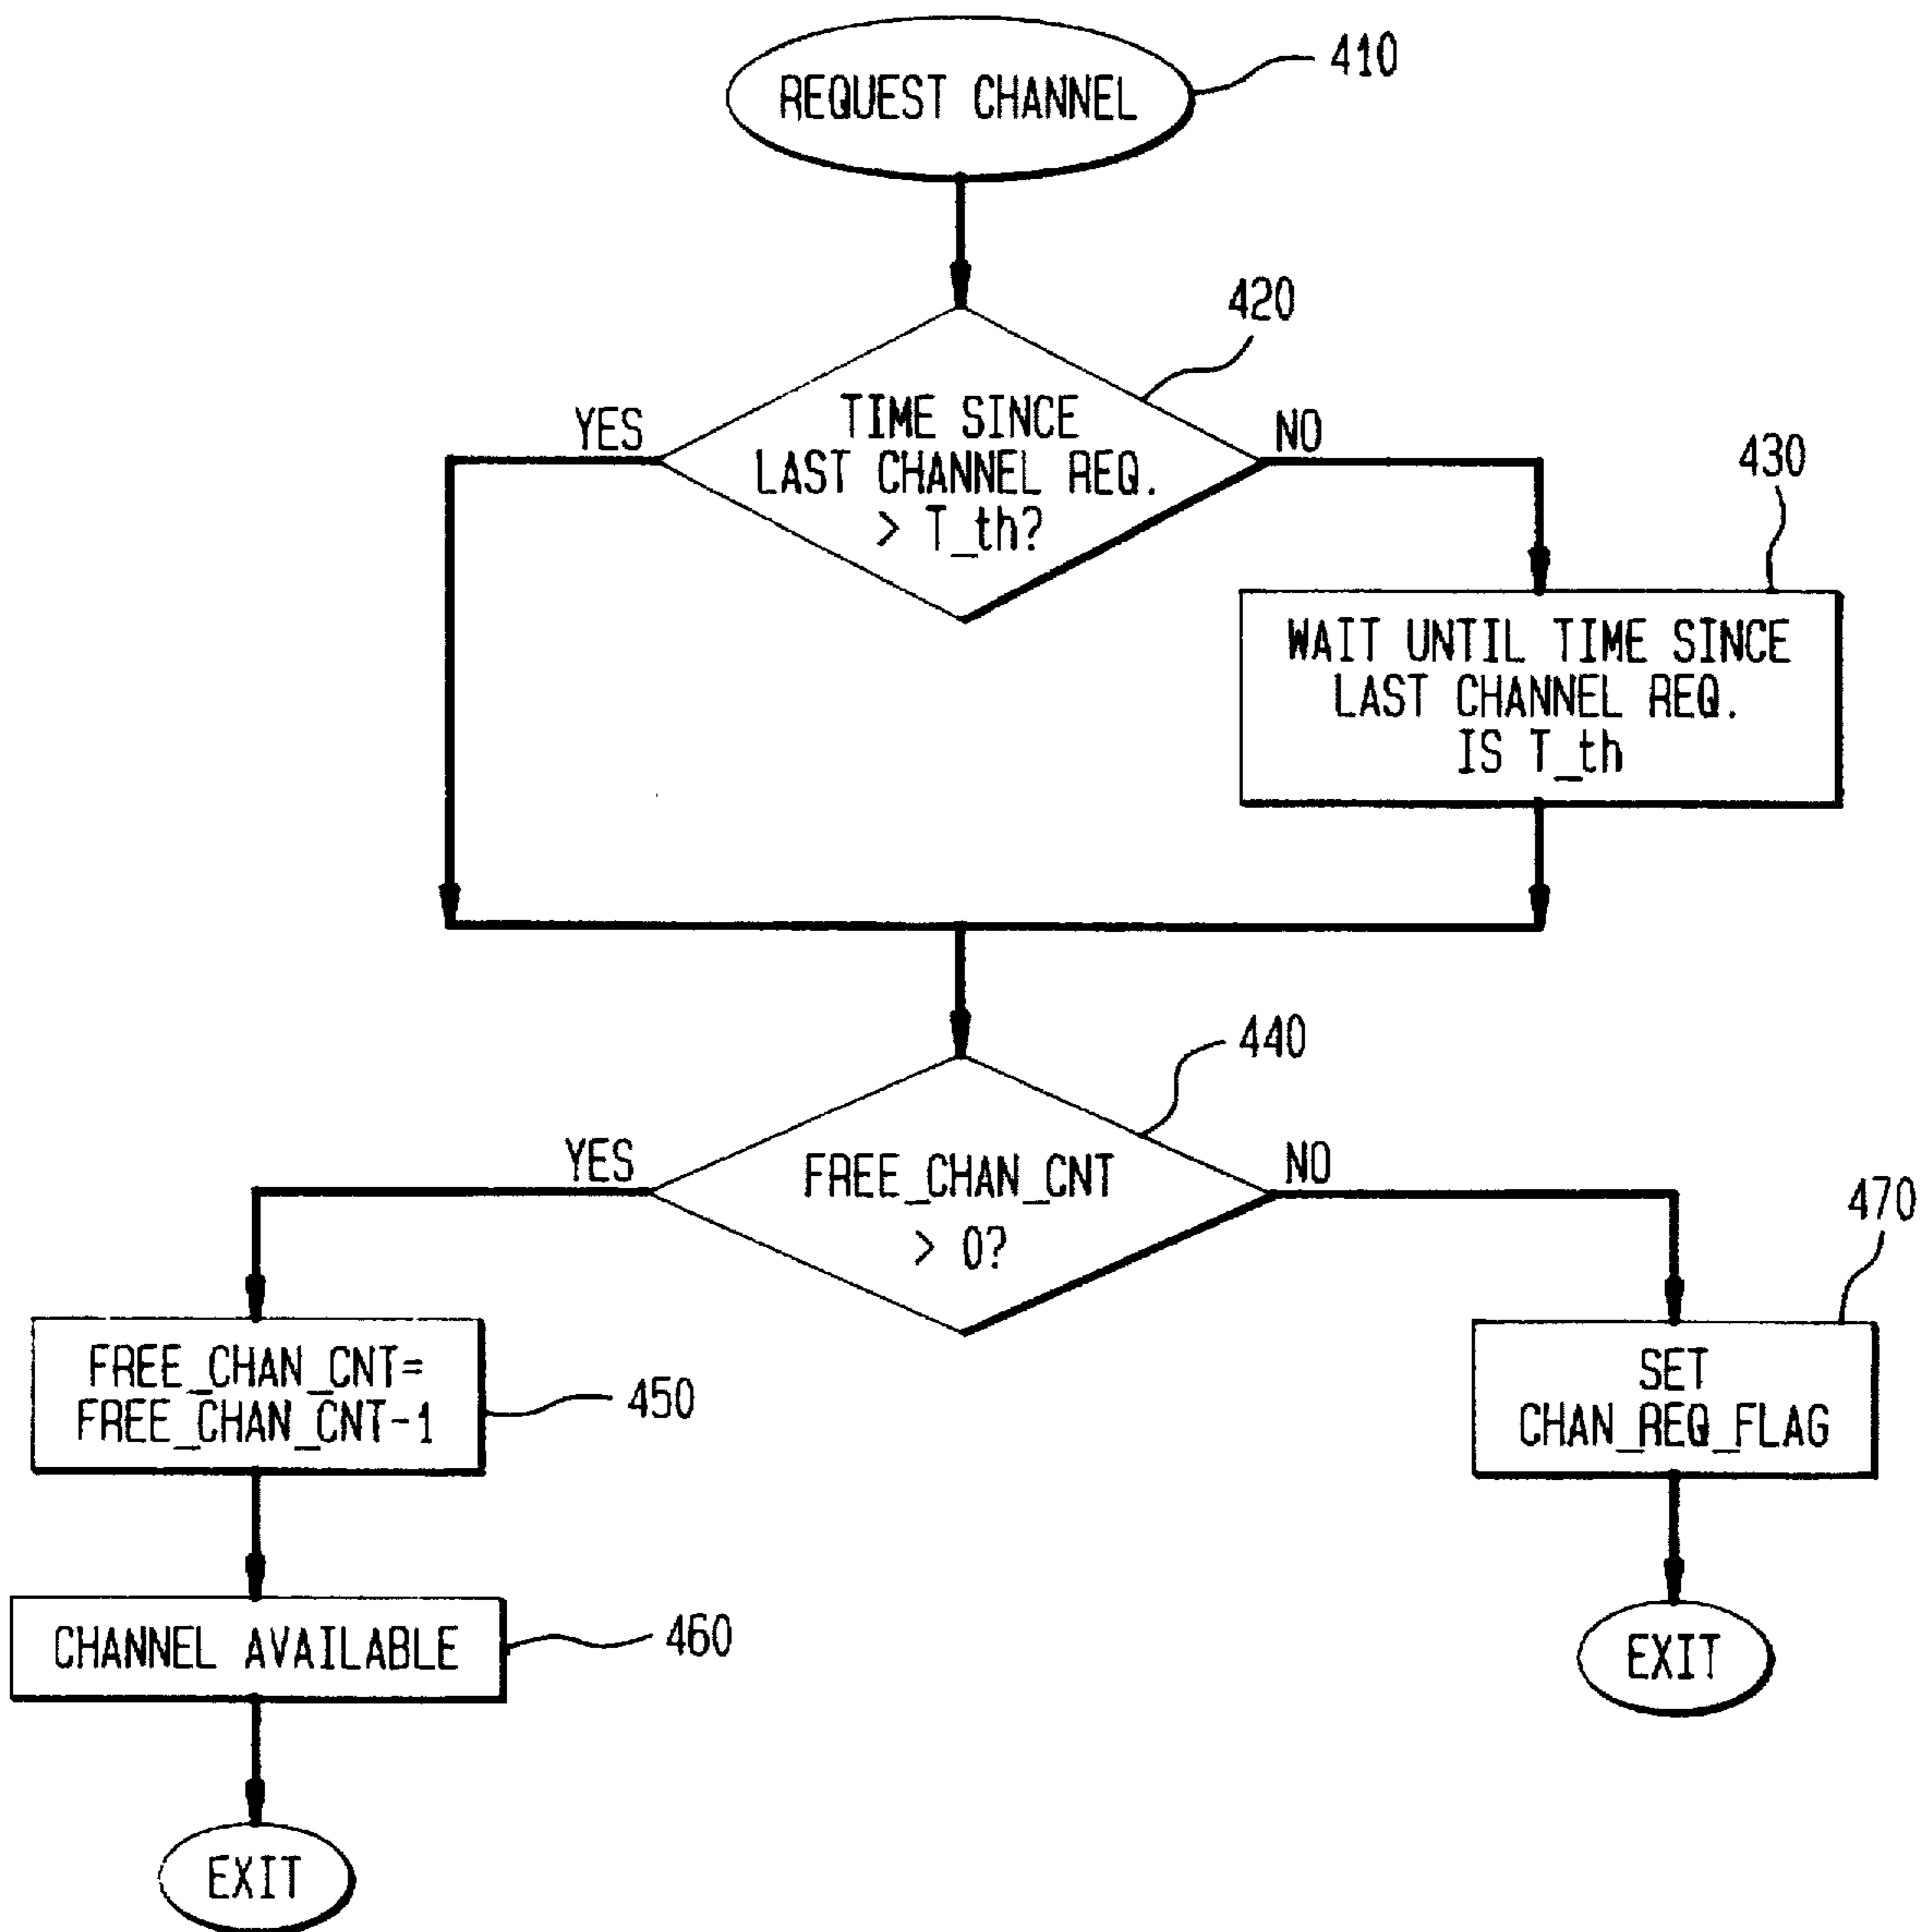 REQUEST CHANNEL
410
420
TIME SINCE
LAST CHANNEL REQ.
> T_th?
YES
NO
430
WAIT UNTIL TIME SINCE
LAST CHANNEL REQ.
IS T_th
440
YES
FREE_CHAN_CNT
> 0?
NO
470
FREE_CHAN_CNT=
FREE_CHAN_CNT-1
450
SET
CHAN_REQ_FLAG
CHANNEL AVAILABLE
460
EXIT
EXIT